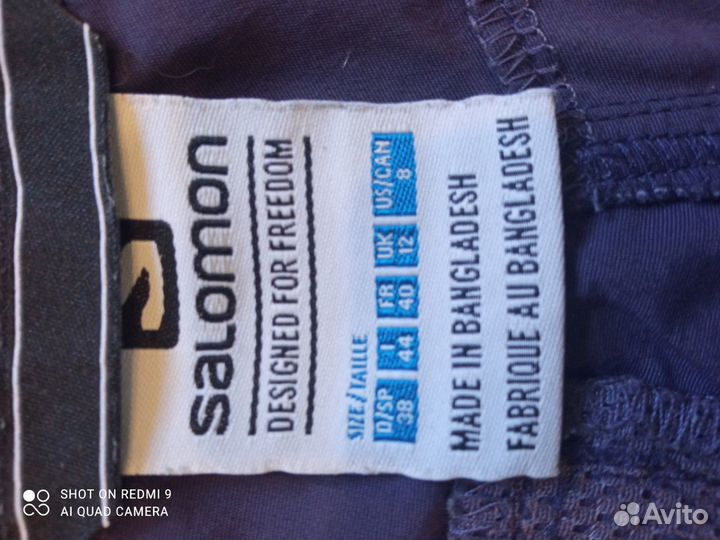 SALOMON
DESIGNED FOR FREEDOM
SIZE/TAILLE
D/SP I FR UK US/CAN
38 44 40 12 8
MADE IN BANGLADESH
FABRIQUE AU BANGLADESH
SHOT ON REDMI 9
AI QUAD CAMERA
Avito